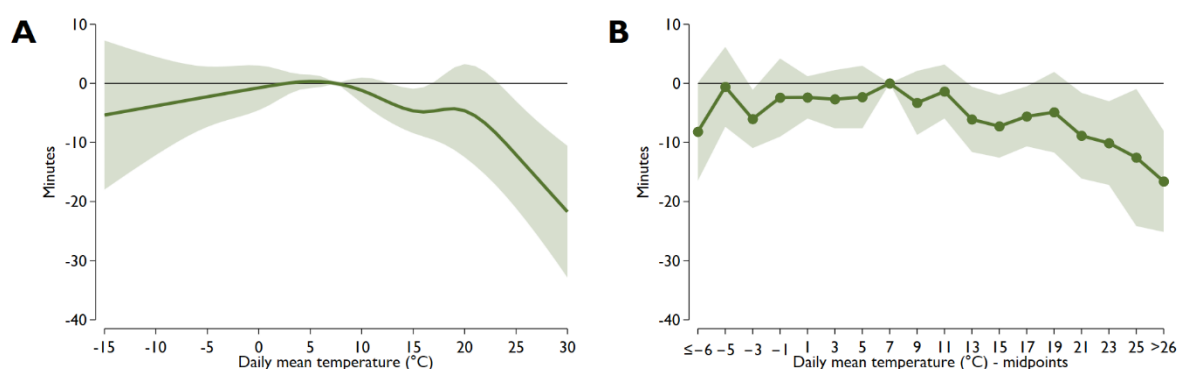 A
10
0
-10
-20
-30
-40
Minutes
-15 -10 -5 0 5 10 15 20 25 30
Daily mean temperature (°C)
B
10
0
-10
-20
-30
-40
Minutes
≤−6 −5 −3 −1 1 3 5 7 9 11 13 15 17 19 21 23 25 >26
Daily mean temperature (°C) - midpoints